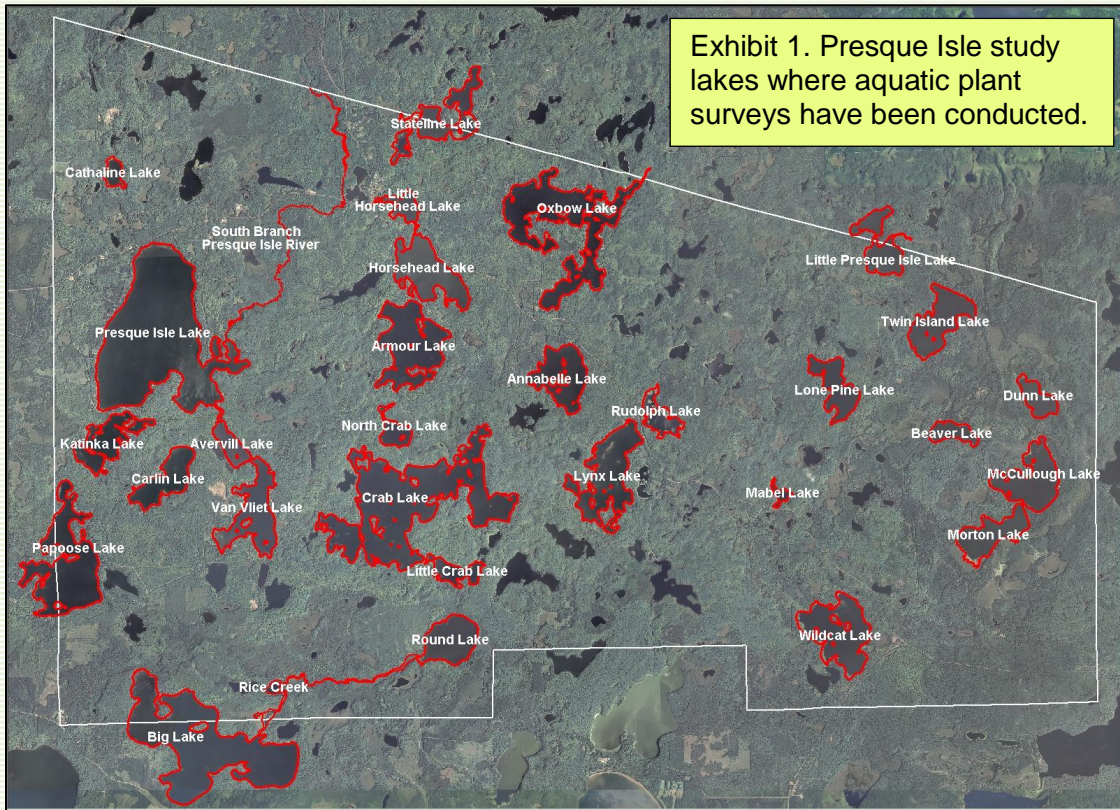 Exhibit 1. Presque Isle study
lakes where aquatic plant
surveys have been conducted.
Stateline Lake
Cathaline Lake
Little
Horsehead Lake
Oxbow Lake
South Branch
Presque Isle River
Little Presque Isle Lake
Horsehead Lake
Twin Island Lake
Presque Isle Lake
Armour Lake
Annabelle Lake
Lone Pine Lake
Dunn Lake
Rudolph Lake
North Crab Lake
Beaver Lake
Katinka Lake
Avervill Lake
Carlin Lake
Lynx Lake
McCullough Lake
Mabel Lake
Crab Lake
Van Vliet Lake
Morton Lake
Papoose Lake
Little Crab Lake
Wildcat Lake
Round Lake
Rice Creek
Big Lake